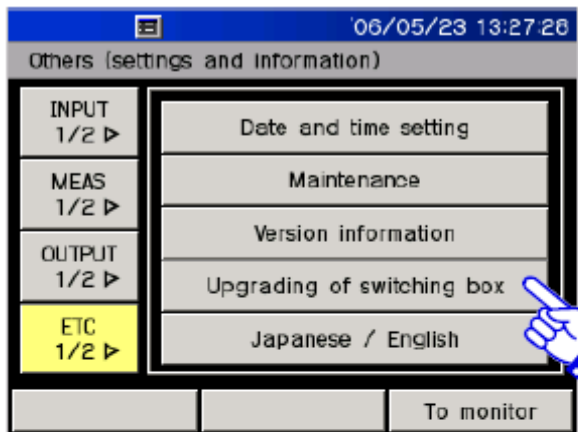 '06/05/23 13:27:28
Others (settings and information)
INPUT
1/2 ▷
MEAS
1/2 ▷
OUTPUT
1/2 ▷
ETC
1/2 ▷
Date and time setting
Maintenance
Version information
Upgrading of switching box
Japanese / English
To monitor